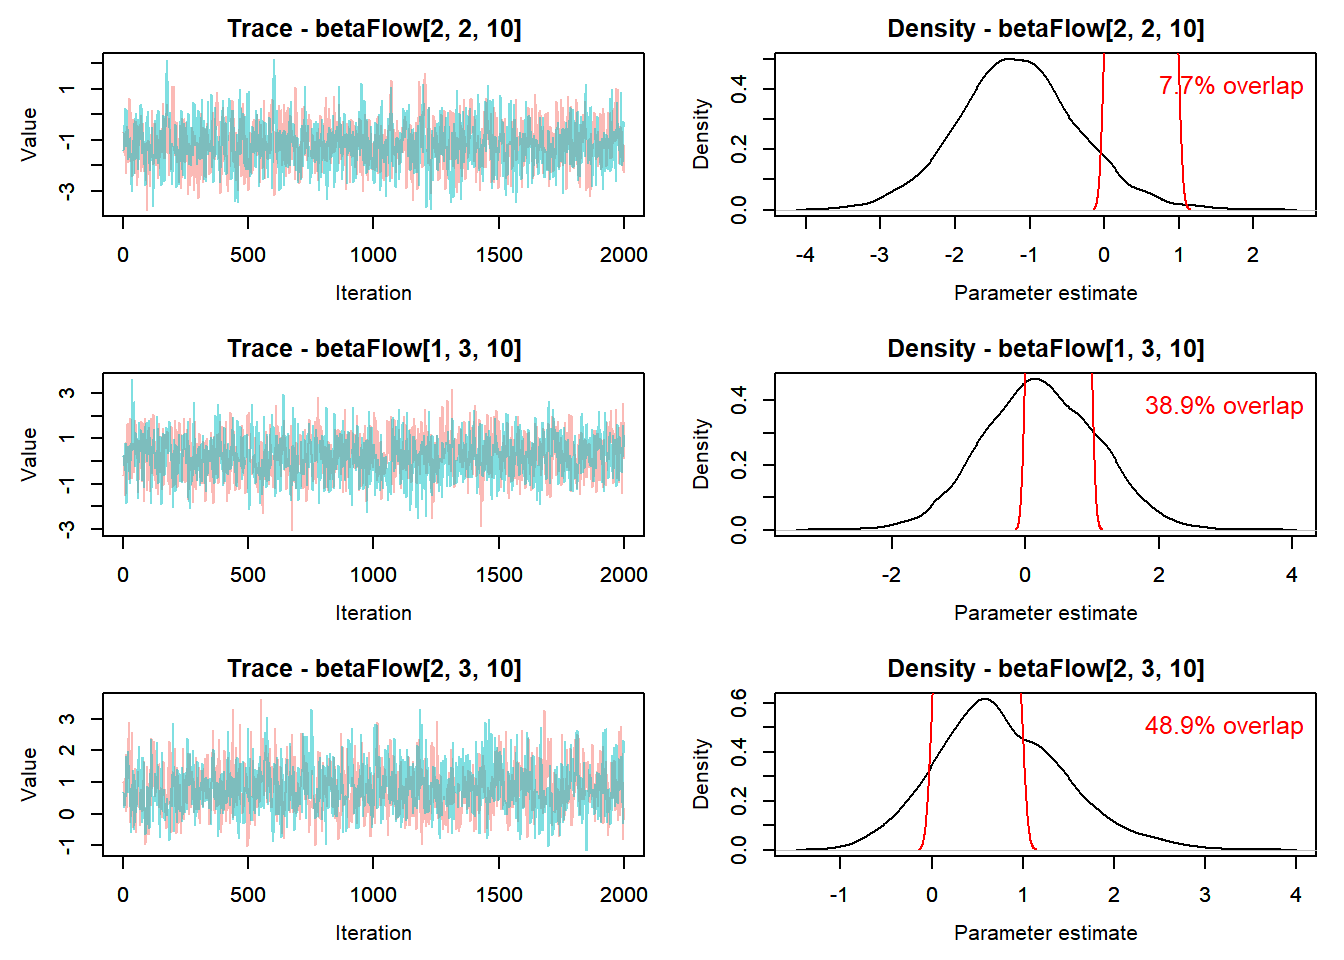 Trace - betaFlow[2, 2, 10]
Value
-3 -1 1
0 500 1000 1500 2000
Iteration
Density - betaFlow[2, 2, 10]
7.7% overlap
Density
0.0 0.2 0.4
-4 -3 -2 -1 0 1 2
Parameter estimate
Trace - betaFlow[1, 3, 10]
Value
-3 -1 1 3
0 500 1000 1500 2000
Iteration
Density - betaFlow[1, 3, 10]
38.9% overlap
Density
0.0 0.2 0.4
-2 0 2 4
Parameter estimate
Trace - betaFlow[2, 3, 10]
Value
-1 0 1 2 3
0 500 1000 1500 2000
Iteration
Density - betaFlow[2, 3, 10]
48.9% overlap
Density
0.0 0.2 0.4 0.6
-1 0 1 2 3 4
Parameter estimate